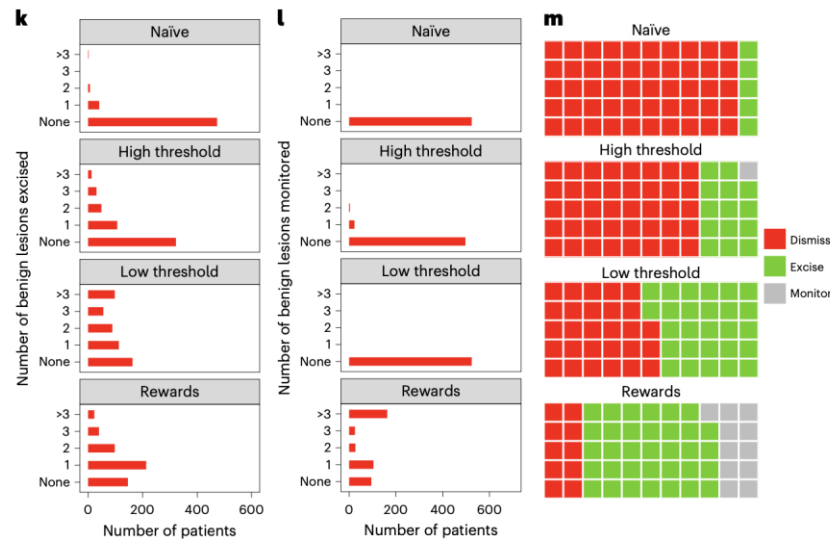 k
Number of benign lesions excised
Naïve
>3
3
2
1
None
High threshold
>3
3
2
1
None
Low threshold
>3
3
2
1
None
Rewards
>3
3
2
1
None
0 200 400 600
Number of patients
l
Number of benign lesions monitored
Naïve
>3
3
2
1
None
High threshold
>3
3
2
1
None
Low threshold
>3
3
2
1
None
Rewards
>3
3
2
1
None
0 200 400 600
Number of patients
m
Naïve
High threshold
Low threshold
Rewards
Dismiss
Excise
Monitor